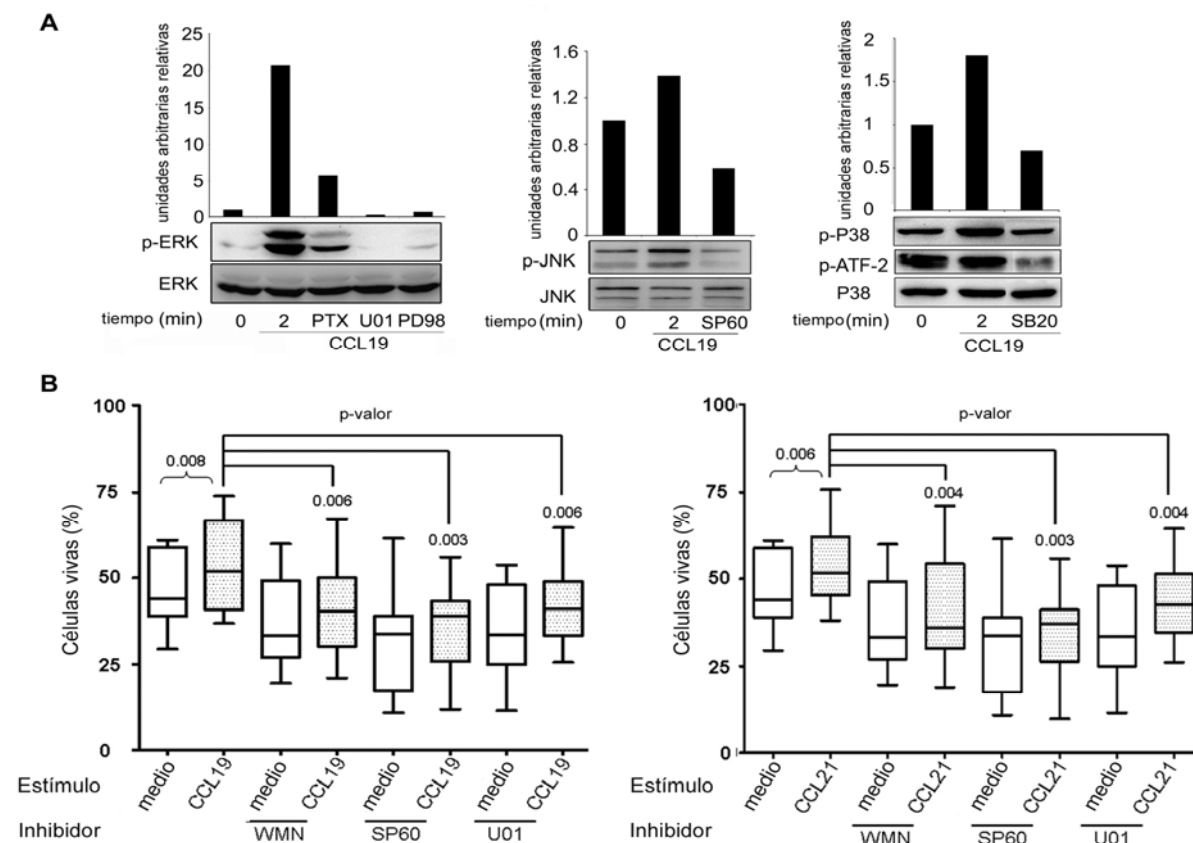 A
unidades arbitrarias relativas
25
20
15
10
5
0
p-ERK
ERK
tiempo (min)
0 2 PTX U01 PD98
CCL19
unidades arbitrarias relativas
1.6
1.2
0.8
0.4
0
p-JNK
JNK
tiempo (min)
0 2 SP60
CCL19
unidades arbitrarias relativas
2
1.5
1
0.5
0
p-P38
p-ATF-2
P38
tiempo (min)
0 2 SB20
CCL19
B
Células vivas (%)
100
75
50
25
0
p-valor
0.008
0.006
0.003
0.006
Estímulo
medio CCL19 medio CCL19 medio CCL19 medio CCL19
Inhibidor
WMN SP60 U01
Células vivas (%)
100
75
50
25
0
p-valor
0.006
0.004
0.003
0.004
medio CCL21 medio CCL21 medio CCL21 medio CCL21
WMN SP60 U01